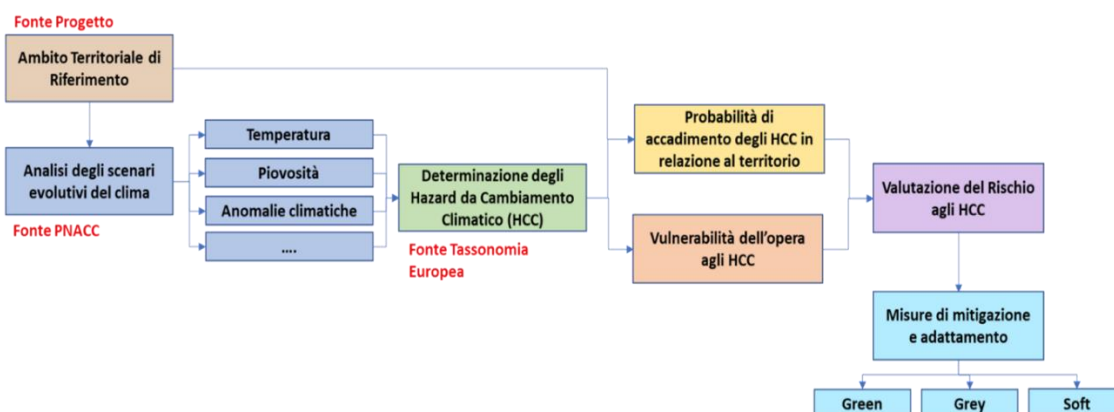 Fonte Progetto
Ambito Territoriale di
Riferimento
Analisi degli scenari
evolutivi del clima
Fonte PNACC
Temperatura
Piovosità
Anomalie climatiche
....
Determinazione degli
Hazard da Cambiamento
Climatico (HCC)
Fonte Tassonomia
Europea
Probabilità di
accadimento degli HCC in
relazione al territorio
Vulnerabilità dell'opera
agli HCC
Valutazione del Rischio
agli HCC
Misure di mitigazione
e adattamento
Green
Grey
Soft